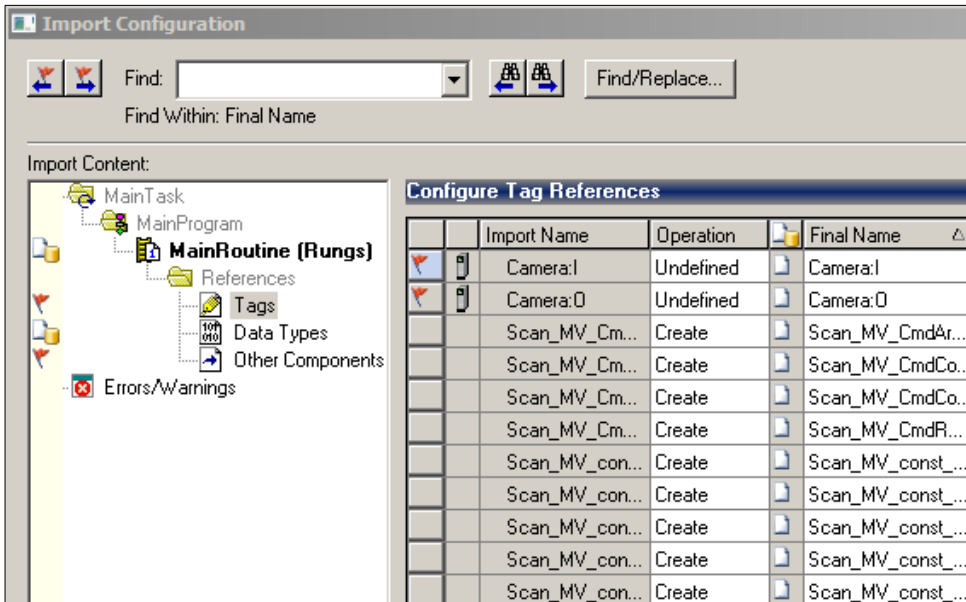 Import Configuration
Find:
Find/Replace...
Find Within: Final Name
Import Content:
MainTask
MainProgram
MainRoutine (Rungs)
References
Tags
Data Types
Other Components
Errors/Warnings
Configure Tag References
Import Name Operation Final Name
Camera:I Undefined Camera:I
Camera:O Undefined Camera:O
Scan_MV_Cm... Create Scan_MV_CmdAr...
Scan_MV_Cm... Create Scan_MV_CmdCo...
Scan_MV_Cm... Create Scan_MV_CmdCo...
Scan_MV_Cm... Create Scan_MV_CmdR...
Scan_MV_con... Create Scan_MV_const_...
Scan_MV_con... Create Scan_MV_const_...
Scan_MV_con... Create Scan_MV_const_...
Scan_MV_con... Create Scan_MV_const_...
Scan_MV_con... Create Scan_MV_const_...